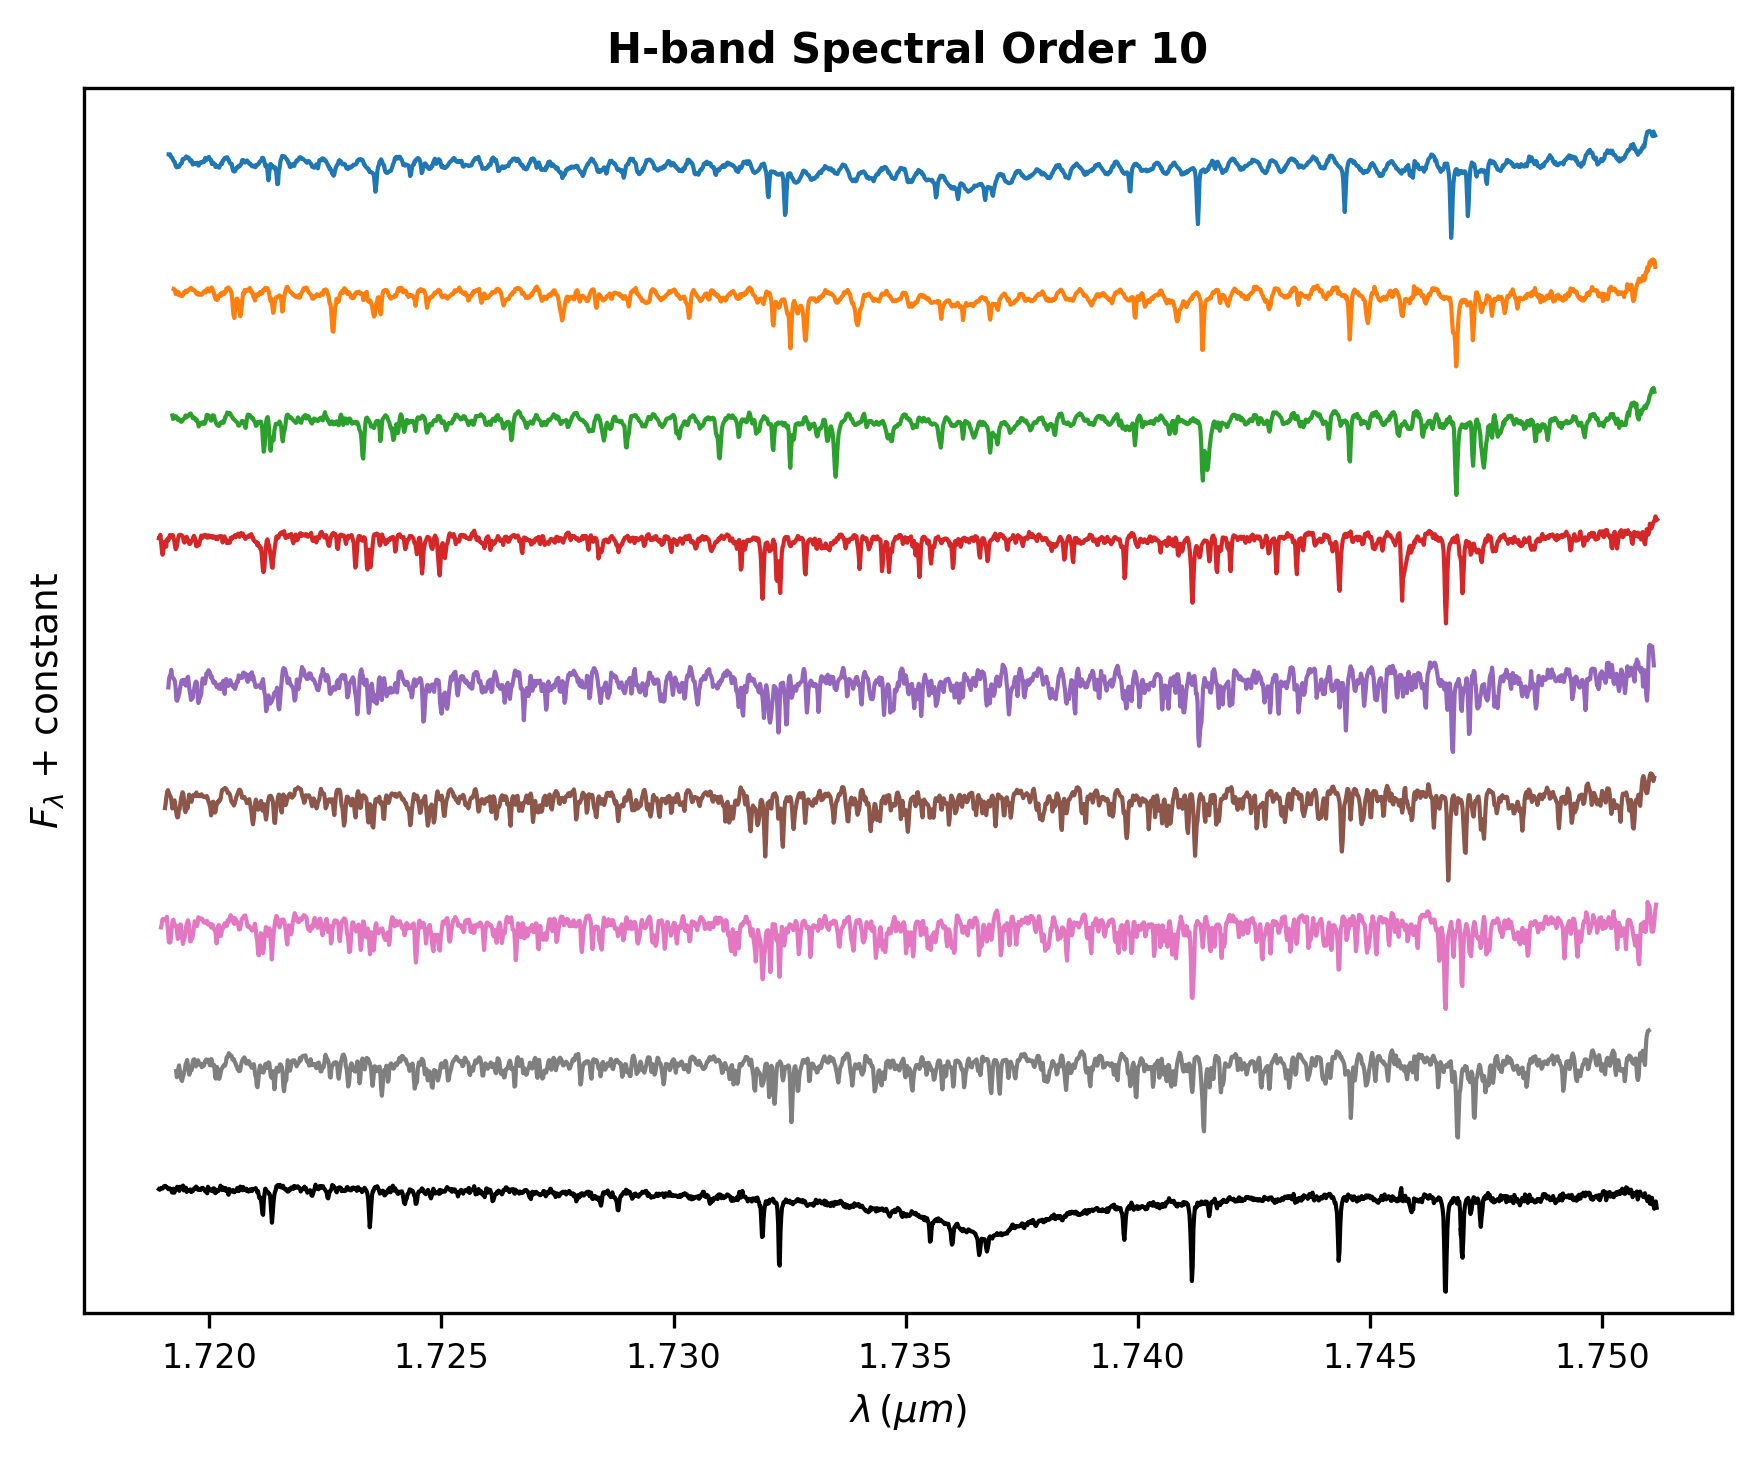 H-band Spectral Order 10
F_λ + constant
1.720 1.725 1.730 1.735 1.740 1.745 1.750
λ (μm)